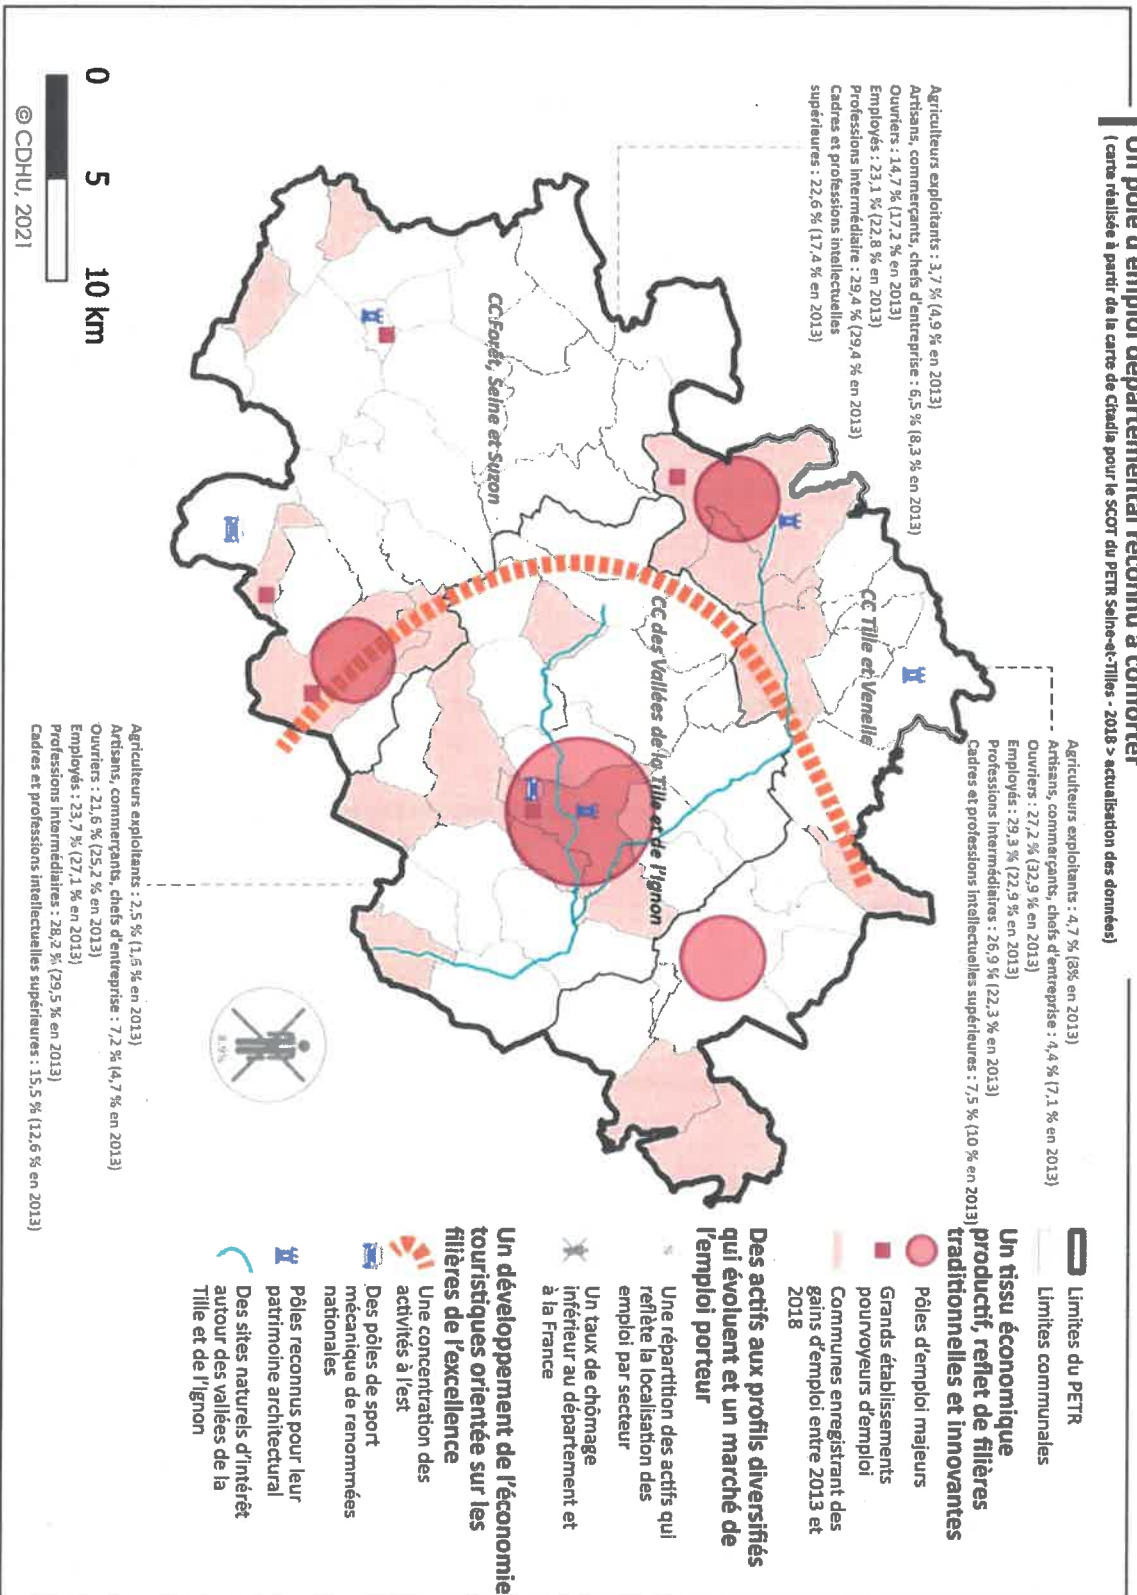 Un pôle d'emploi départemental reconnu à conforter
( carte réalisée à partir de la carte de Citadia pour le SCOT du PETR Seine-et-Tilles - 2018 > actualisation des données)
Agriculteurs exploitants : 3,7 % (4,9 % en 2013)
Artisans, commerçants, chefs d'entreprise : 6,5 % (8,3 % en 2013)
Ouvriers : 14,7 % (17,2 % en 2013)
Employés : 23,1 % (22,8 % en 2013)
Professions intermédiaire : 29,4 % (29,4 % en 2013)
Cadres et professions intellectuelles
supérieures : 22,6 % (17,4 % en 2013)
Agriculteurs exploitants : 4,7 % (8% en 2013)
Artisans, commerçants, chefs d'entreprise : 4,4 % (7,1 % en 2013)
Ouvriers : 27,2 % (32,9 % en 2013)
Employés : 29,3 % (22,9 % en 2013)
Professions intermédiaires : 26,9 % (22,3 % en 2013)
Cadres et professions intellectuelles supérieures : 7,5 % (10 % en 2013)
CC Tille et Venelle
CC des Vallées de la Tille et de l'Ignon
CC Forêt, Seine et Suzon
8.9%
Agriculteurs exploitants : 2,5 % (1,6 % en 2013)
Artisans, commerçants, chefs d'entreprise : 7,2 % (4,7 % en 2013)
Ouvriers : 21,6 % (25,2 % en 2013)
Employés : 23,7 % (27,1 % en 2013)
Professions intermédiaires : 28,2 % (29,5 % en 2013)
Cadres et professions intellectuelles supérieures : 15,5 % (12,6 % en 2013)
0 5 10 km
© CDHU, 2021
Limites du PETR
Limites communales
Un tissu économique
productif, reflet de filières
traditionnelles et innovantes
Pôles d'emploi majeurs
Grands établissements
pourvoyeurs d'emploi
Communes enregistrant des
gains d'emploi entre 2013 et
2018
Des actifs aux profils diversifiés
qui évoluent et un marché de
l'emploi porteur
Une répartition des actifs qui
reflète la localisation des
emploi par secteur
Un taux de chômage
inférieur au département et
à la France
Un développement de l'économie
touristiques orientée sur les
filières de l'excellence
Une concentration des
activités à l'est
Des pôles de sport
mécanique de renommées
nationales
Pôles reconnus pour leur
patrimoine architectural
Des sites naturels d'intérêt
autour des vallées de la
Tille et de l'Ignon